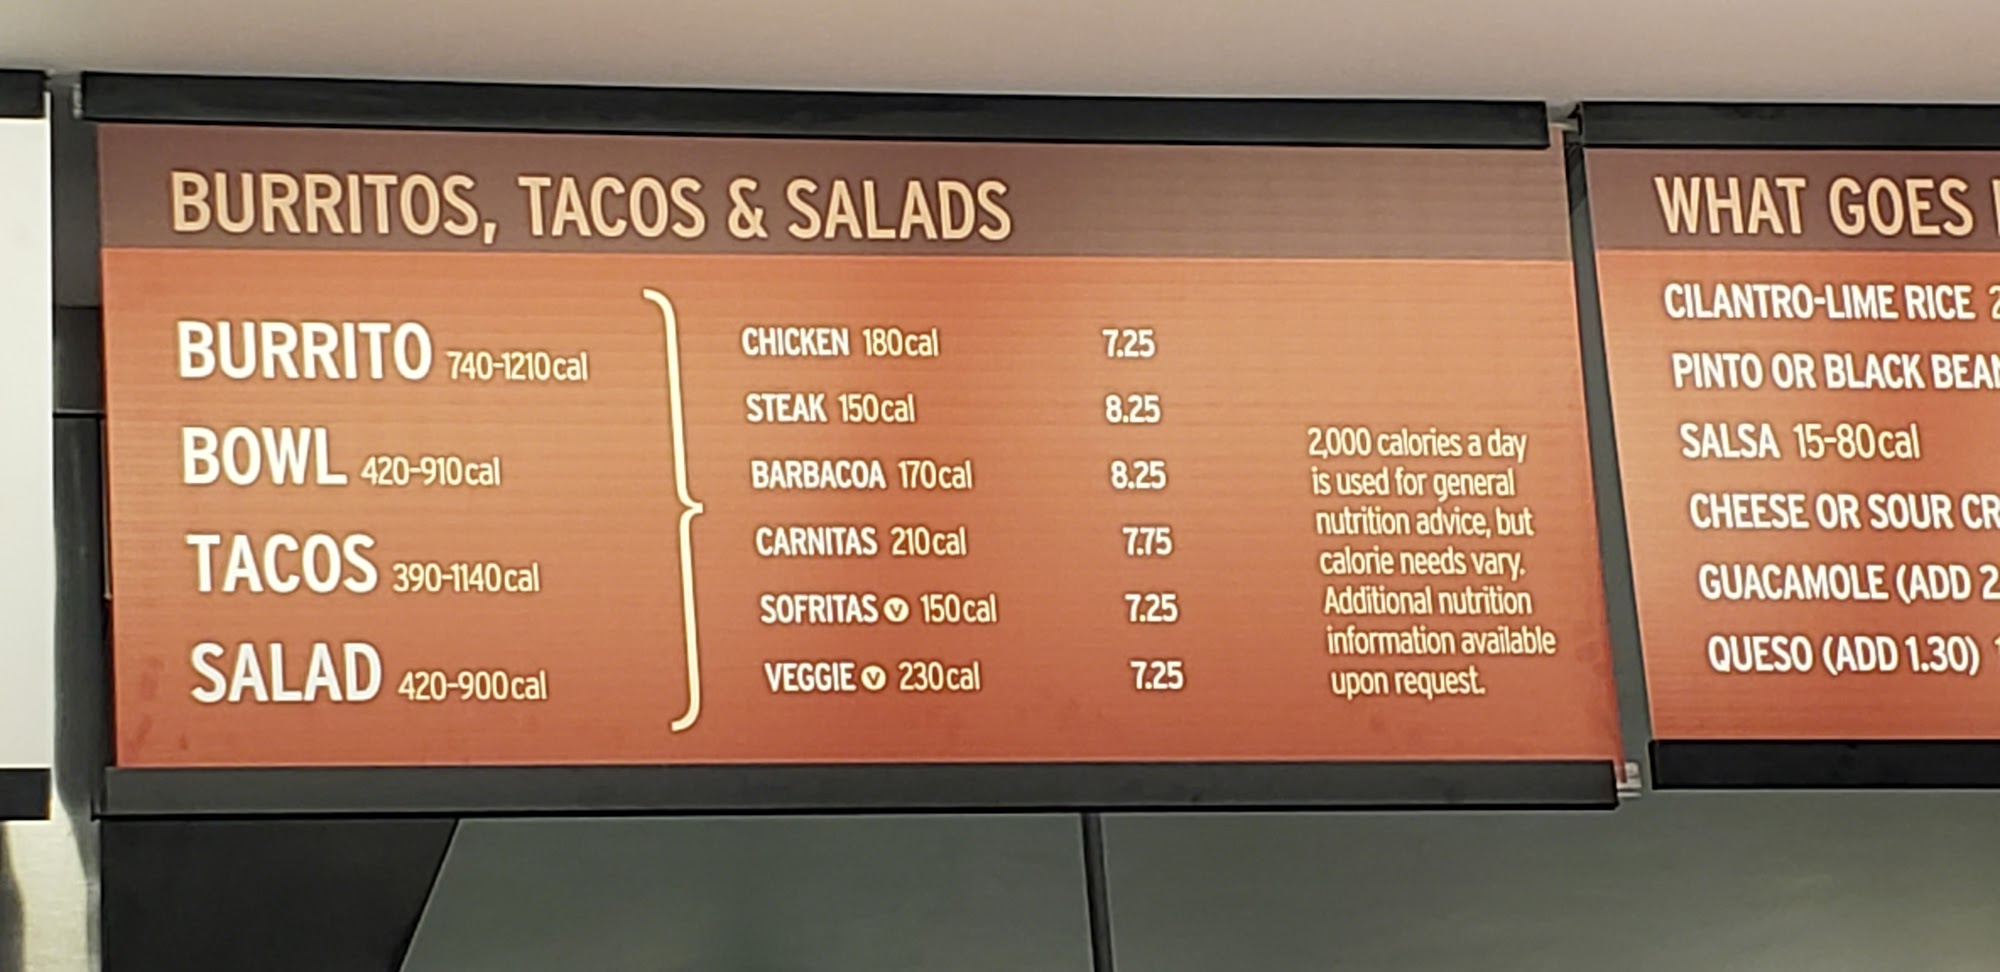 BURRITOS, TACOS & SALADS
BURRITO 740-1210cal
BOWL 420-910cal
TACOS 390-1140cal
SALAD 420-900cal
CHICKEN 180cal 7.25
STEAK 150cal 8.25
BARBACOA 170cal 8.25
CARNITAS 210cal 7.75
SOFRITAS V 150cal 7.25
VEGGIE V 230cal 7.25
2,000 calories a day
is used for general
nutrition advice, but
calorie needs vary.
Additional nutrition
information available
upon request.
WHAT GOES
CILANTRO-LIME RICE
PINTO OR BLACK
SALSA 15-80cal
CHEESE OR SOUR
GUACAMOLE (ADD
QUESO (ADD 1.30)